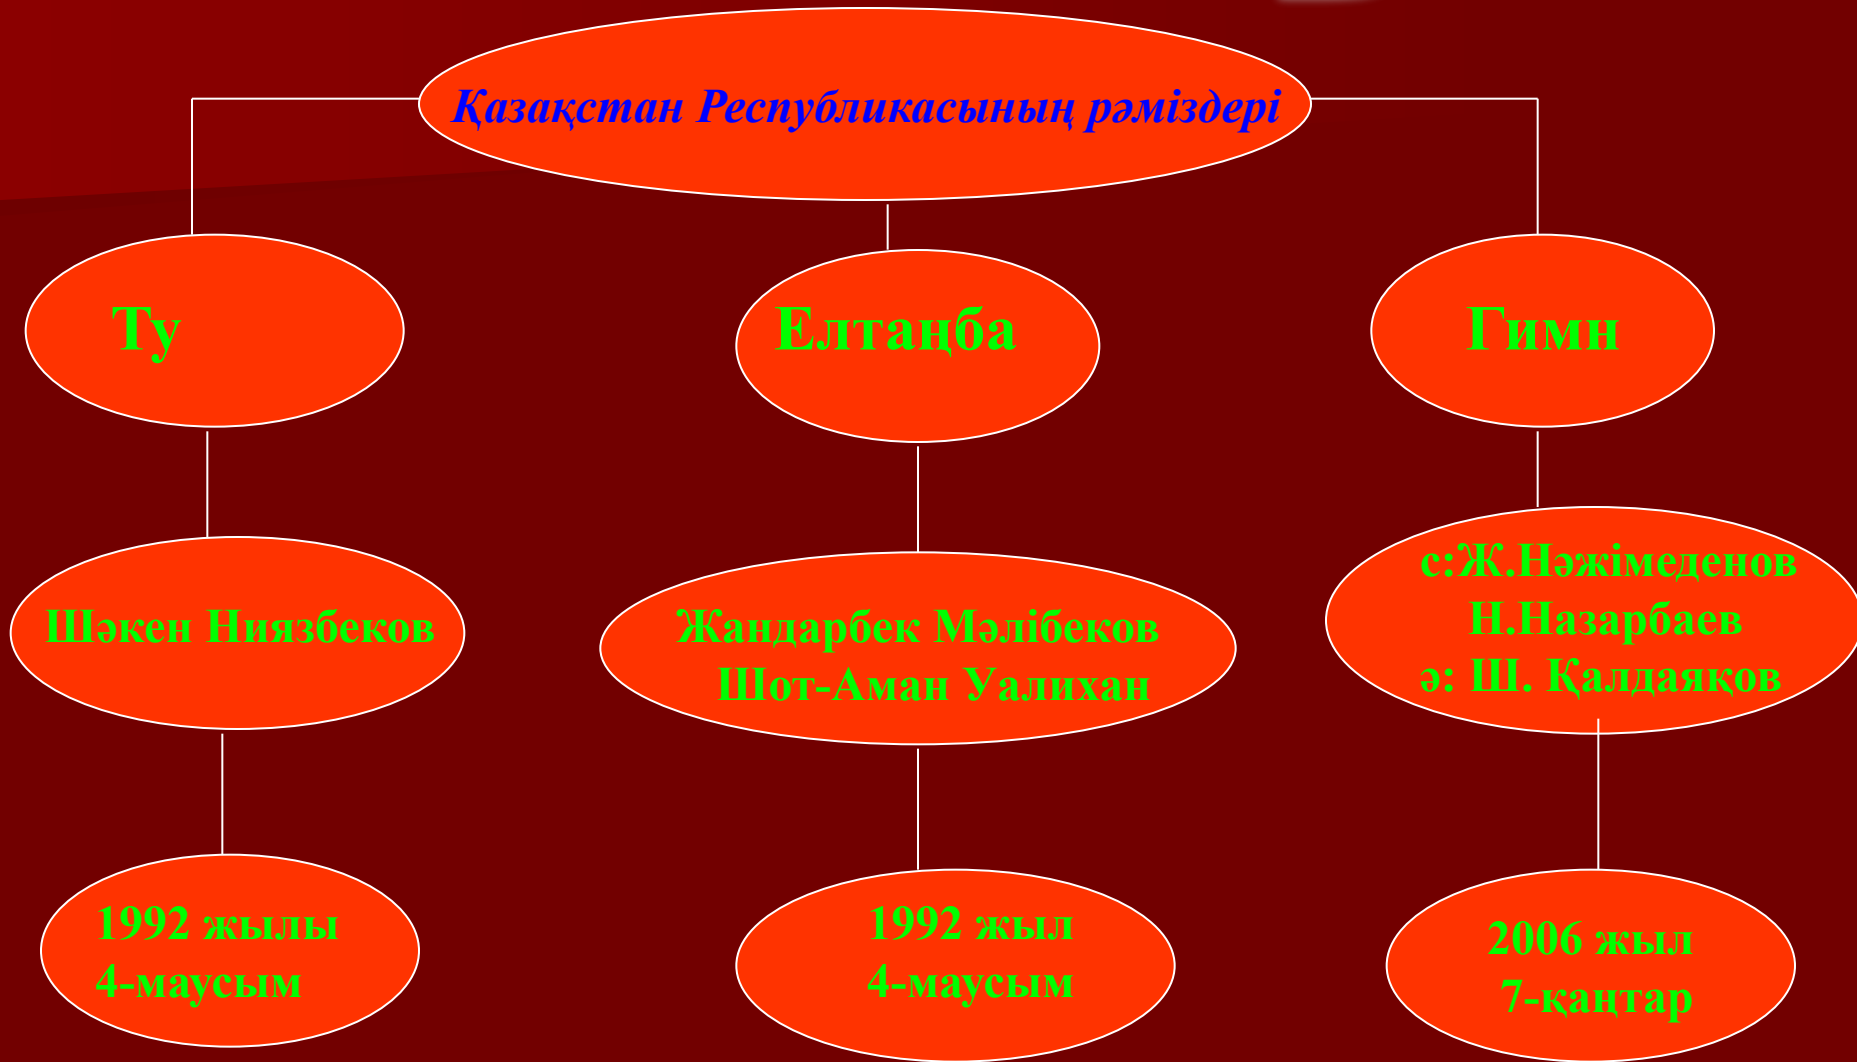 Қазақстан Республикасының рәміздері
Ту
Елтаңба
Гимн
Шәкен Ниязбеков
Жандарбек Мәлібеков
Шот-Аман Уалихан
с:Ж.Нәжімеденов
Н.Назарбаев
ә: Ш. Қалдаяқов
1992 жылы
4-маусым
1992 жыл
4-маусым
2006 жыл
7-қаңтар